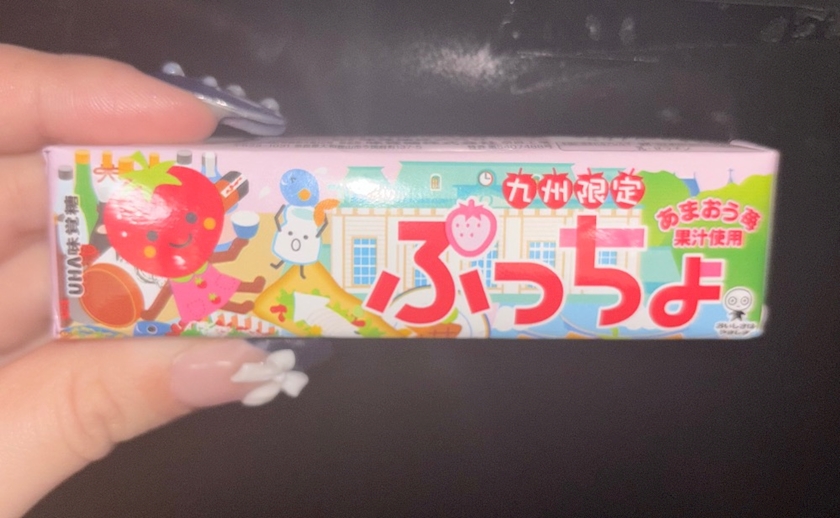 UHA味覚糖
九州限定
あまおう苺
果汁使用
ぷっちょ